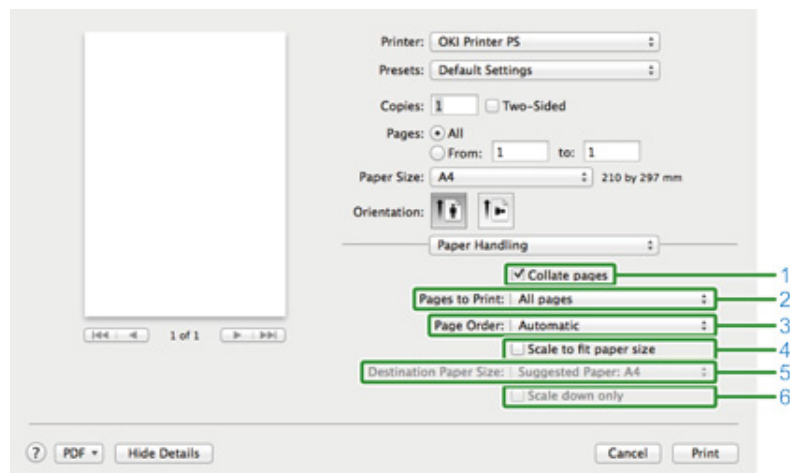 Printer: OKI Printer PS
Presets: Default Settings
Copies: 1 Two-Sided
Pages: All
From: 1 to: 1
Paper Size: A4 210 by 297 mm
Orientation:
Paper Handling
Collate pages 1
Pages to Print: All pages 2
Page Order: Automatic 3
1 of 1
Scale to fit paper size 4
Destination Paper Size: Suggested Paper: A4 5
Scale down only 6
? PDF Hide Details Cancel Print